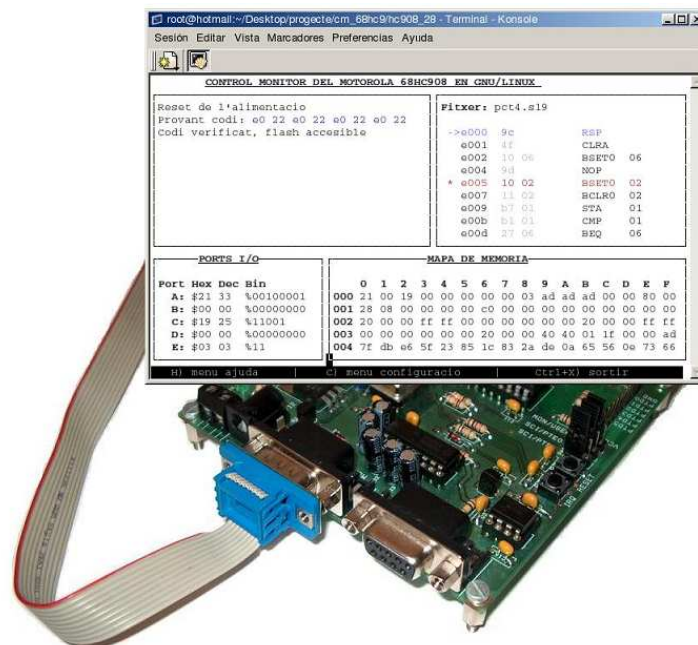 root@hotmail:~/Desktop/progecte/cm_68hc9/hc908_28 - Terminal - Konsole
Sesión Editar Vista Marcadores Preferencias Ayuda
CONTROL MONITOR DEL MOTOROLA 68HC908 EN GNU/LINUX
Reset de l'alimentacio
Provant codi: e0 22 e0 22 e0 22 e0 22
Codi verificat, flash accesible
Fitxer: pct4.s19
->e000 9c RSP
e001 4f CLRA
e002 10 06 BSET0 06
e004 9d NOP
* e005 10 02 BSET0 02
e007 11 02 BCLR0 02
e009 b7 01 STA 01
e00b b1 01 CMP 01
e00d 27 06 BEQ 06
PORTS I/O
Port Hex Dec Bin
A: $21 33 %00100001
B: $00 00 %00000000
C: $19 25 %11001
D: $00 00 %00000000
E: $03 03 %11
MAPA DE MEMORIA
0 1 2 3 4 5 6 7 8 9 A B C D E F
000 21 00 19 00 00 00 00 00 03 ad ad ad 00 00 80 00
001 28 08 00 00 00 00 c0 00 00 00 00 00 00 00 00 00
002 20 00 00 ff ff 00 00 00 00 00 00 20 00 00 ff ff
003 00 00 00 00 00 00 20 00 00 40 40 01 1f 00 00 ad
004 7f db e6 5f 23 85 1c 83 2a de 0a 65 56 0e 73 66
H) menu ajuda | C) menu configuracio | Ctrl+X) sortir
MON/USER
SCI/PTE0
SCI/PT
IRQ RESET